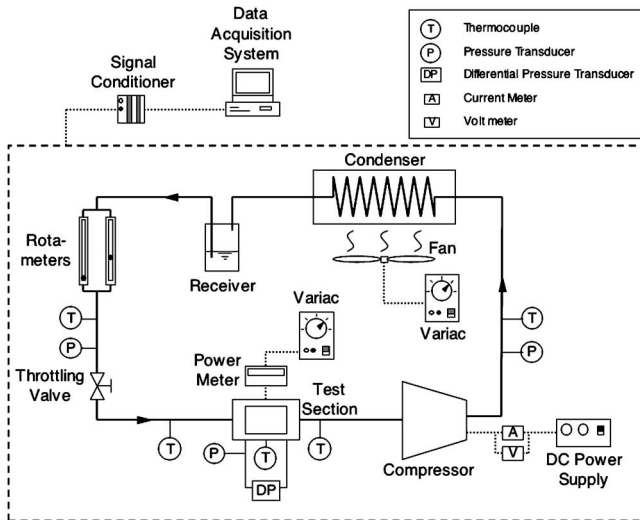 Data
Acquisition
System
Signal
Conditioner
T Thermocouple
P Pressure Transducer
DP Differential Pressure Transducer
A Current Meter
V Volt meter
Condenser
Rota-
meters
Receiver
Fan
Variac
Variac
T
P
T
P
Power
Meter
Throttling
Valve
Test
Section
T
P
T
T
DP
Compressor
A
V
DC Power
Supply